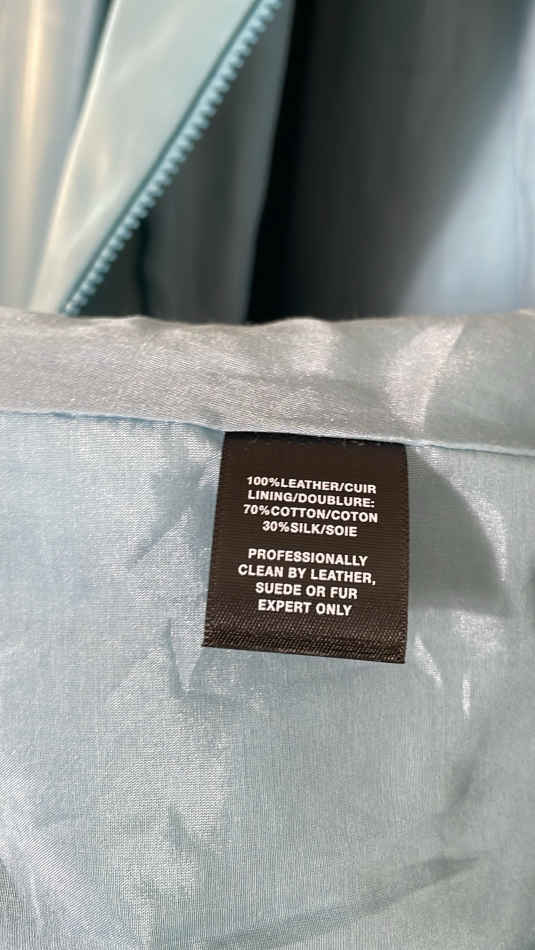 100%LEATHER/CUIR
LINING/DOUBLURE:
70%COTTON/COTON
30%SILK/SOIE
PROFESSIONALLY
CLEAN BY LEATHER,
SUEDE OR FUR
EXPERT ONLY